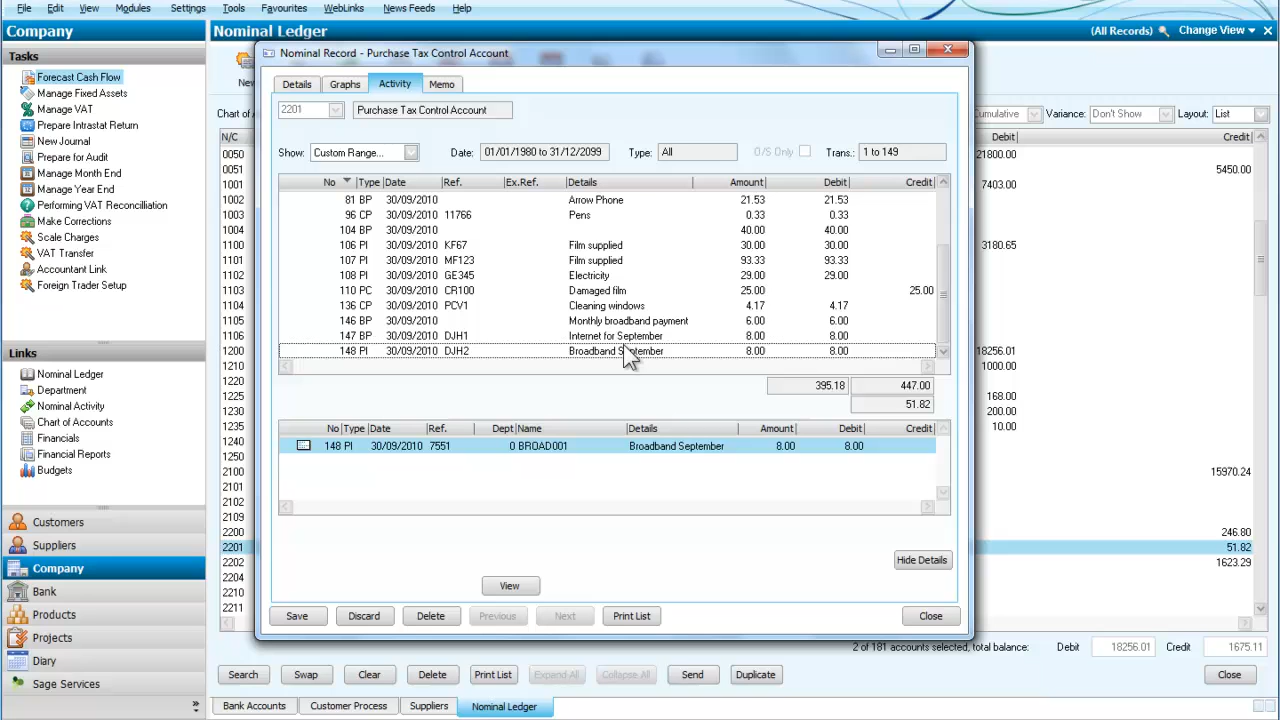 File Edit View Modules Settings Tools Favourites WebLinks News Feeds Help
Company
Nominal Ledger
(All Records) Change View
Tasks
Forecast Cash Flow
Manage Fixed Assets
Manage VAT
Prepare Intrastat Return
New Journal
Prepare for Audit
Manage Month End
Manage Year End
Performing VAT Reconcilliation
Make Corrections
Scale Charges
VAT Transfer
Accountant Link
Foreign Trader Setup
Links
Nominal Ledger
Department
Nominal Activity
Chart of Accounts
Financials
Financial Reports
Budgets
Customers
Suppliers
Company
Bank
Products
Projects
Diary
Sage Services
Variance: Don't Show Layout: List
N/C
0050
0051
1001
1002
1003
1004
1100
1101
1102
1103
1104
1105
1200
1210
1220
1225
1230
1240
1250
2100
2101
2102
2109
2200
2201
2202
2204
2210
2211
Debit Credit
21800.00
5450.00
7403.00
3180.65
18256.01
1000.00
168.00
200.00
10.00
15970.24
246.80
51.82
1623.29
Nominal Record - Purchase Tax Control Account
Details Graphs Activity Memo
2201 Purchase Tax Control Account
Show: Custom Range... Date: 01/01/1980 to 31/12/2099 Type: All O/S Only Trans.: 1 to 149
No Type Date Ref. Ex.Ref. Details Amount Debit Credit
81 BP 30/09/2010 Arrow Phone 21.53 21.53
96 CP 30/09/2010 11766 Pens 0.33 0.33
104 BP 30/09/2010 40.00 40.00
106 PI 30/09/2010 KF67 Film supplied 30.00 30.00
107 PI 30/09/2010 MF123 Film supplied 93.33 93.33
108 PI 30/09/2010 GE345 Electricity 29.00 29.00
110 PC 30/09/2010 CR100 Damaged film 25.00 25.00
136 CP 30/09/2010 PCV1 Cleaning windows 4.17 4.17
146 BP 30/09/2010 Monthly broadband payment 6.00 6.00
147 BP 30/09/2010 DJH1 Internet for September 8.00 8.00
148 PI 30/09/2010 DJH2 Broadband September 8.00 8.00
395.18 447.00
51.82
No Type Date Ref. Dept Name Details Amount Debit Credit
148 PI 30/09/2010 7551 0 BROAD001 Broadband September 8.00 8.00
Hide Details
View
Save Discard Delete Previous Next Print List Close
2 of 181 accounts selected, total balance: Debit 18256.01 Credit 1675.11
Search Swap Clear Delete Print List Expand All Collapse All Send Duplicate Close
Bank Accounts Customer Process Suppliers Nominal Ledger